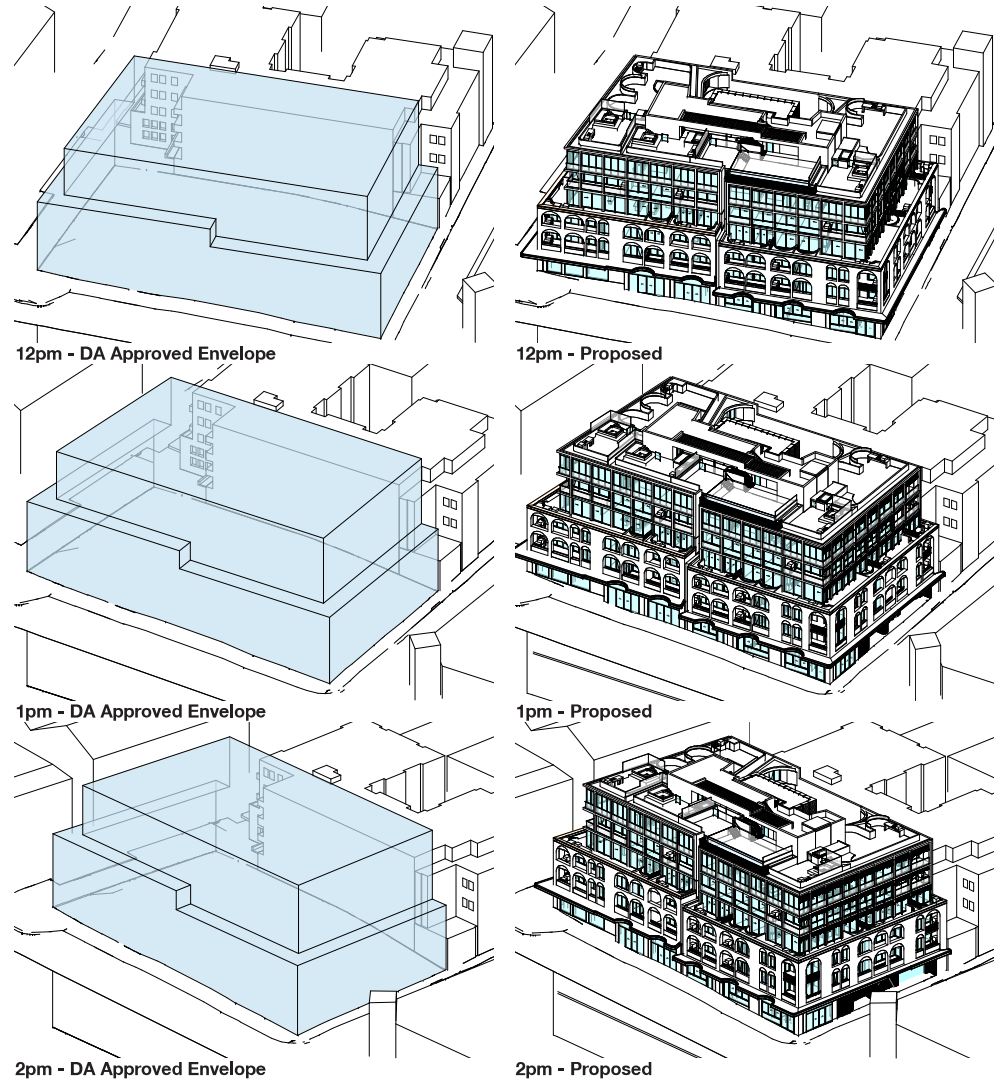 12pm - DA Approved Envelope
12pm - Proposed
1pm - DA Approved Envelope
1pm - Proposed
2pm - DA Approved Envelope
2pm - Proposed